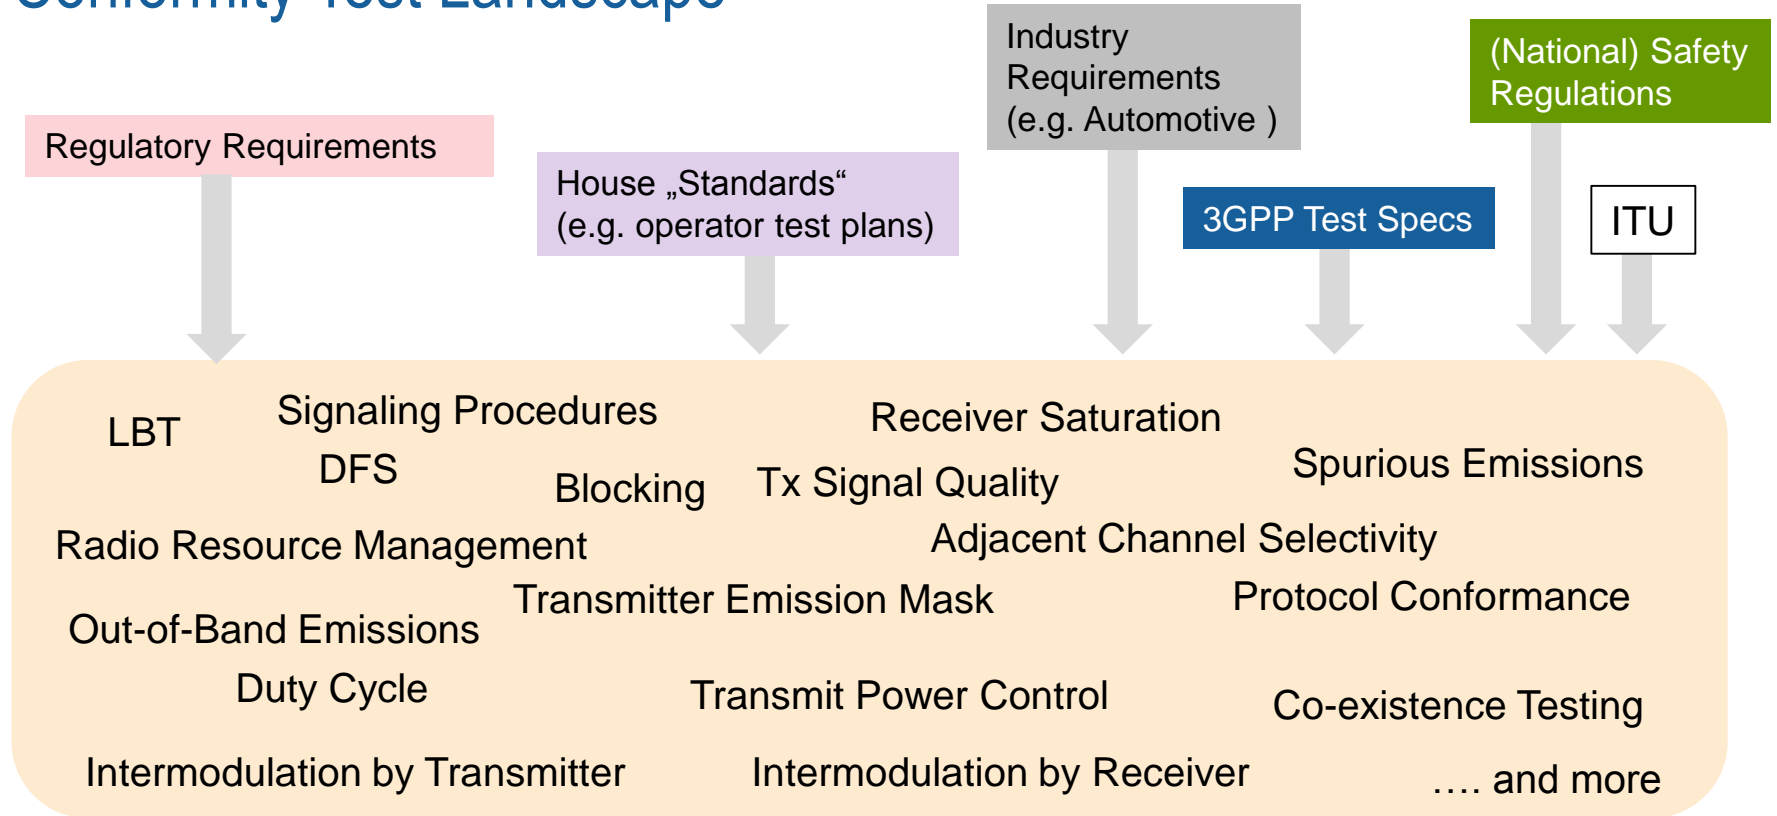 Conformity Test Landscape
Industry
Requirements
(e.g. Automotive )
(National) Safety
Regulations
Regulatory Requirements
House „Standards“
(e.g. operator test plans)
3GPP Test Specs
ITU
LBT
Signaling Procedures
Receiver Saturation
DFS
Blocking
Tx Signal Quality
Spurious Emissions
Radio Resource Management
Adjacent Channel Selectivity
Transmitter Emission Mask
Protocol Conformance
Out-of-Band Emissions
Duty Cycle
Transmit Power Control
Co-existence Testing
Intermodulation by Transmitter
Intermodulation by Receiver
…. and more